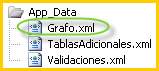 App_Data
Grafo.xml
TablasAdicionales.xml
Validaciones.xml